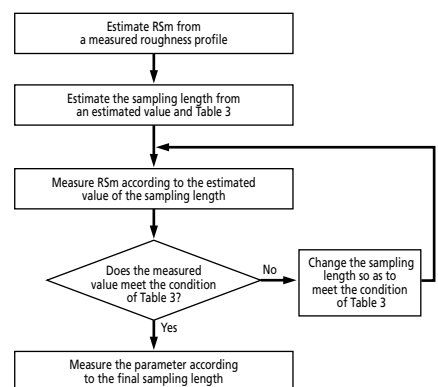 Estimate RSm from
a measured roughness profile
Estimate the sampling length from
an estimated value and Table 3
Measure RSm according to the estimated
value of the sampling length
Does the measured
value meet the condition
of Table 3?
No
Change the sampling
length so as to
meet the condition
of Table 3
Yes
Measure the parameter according
to the final sampling length